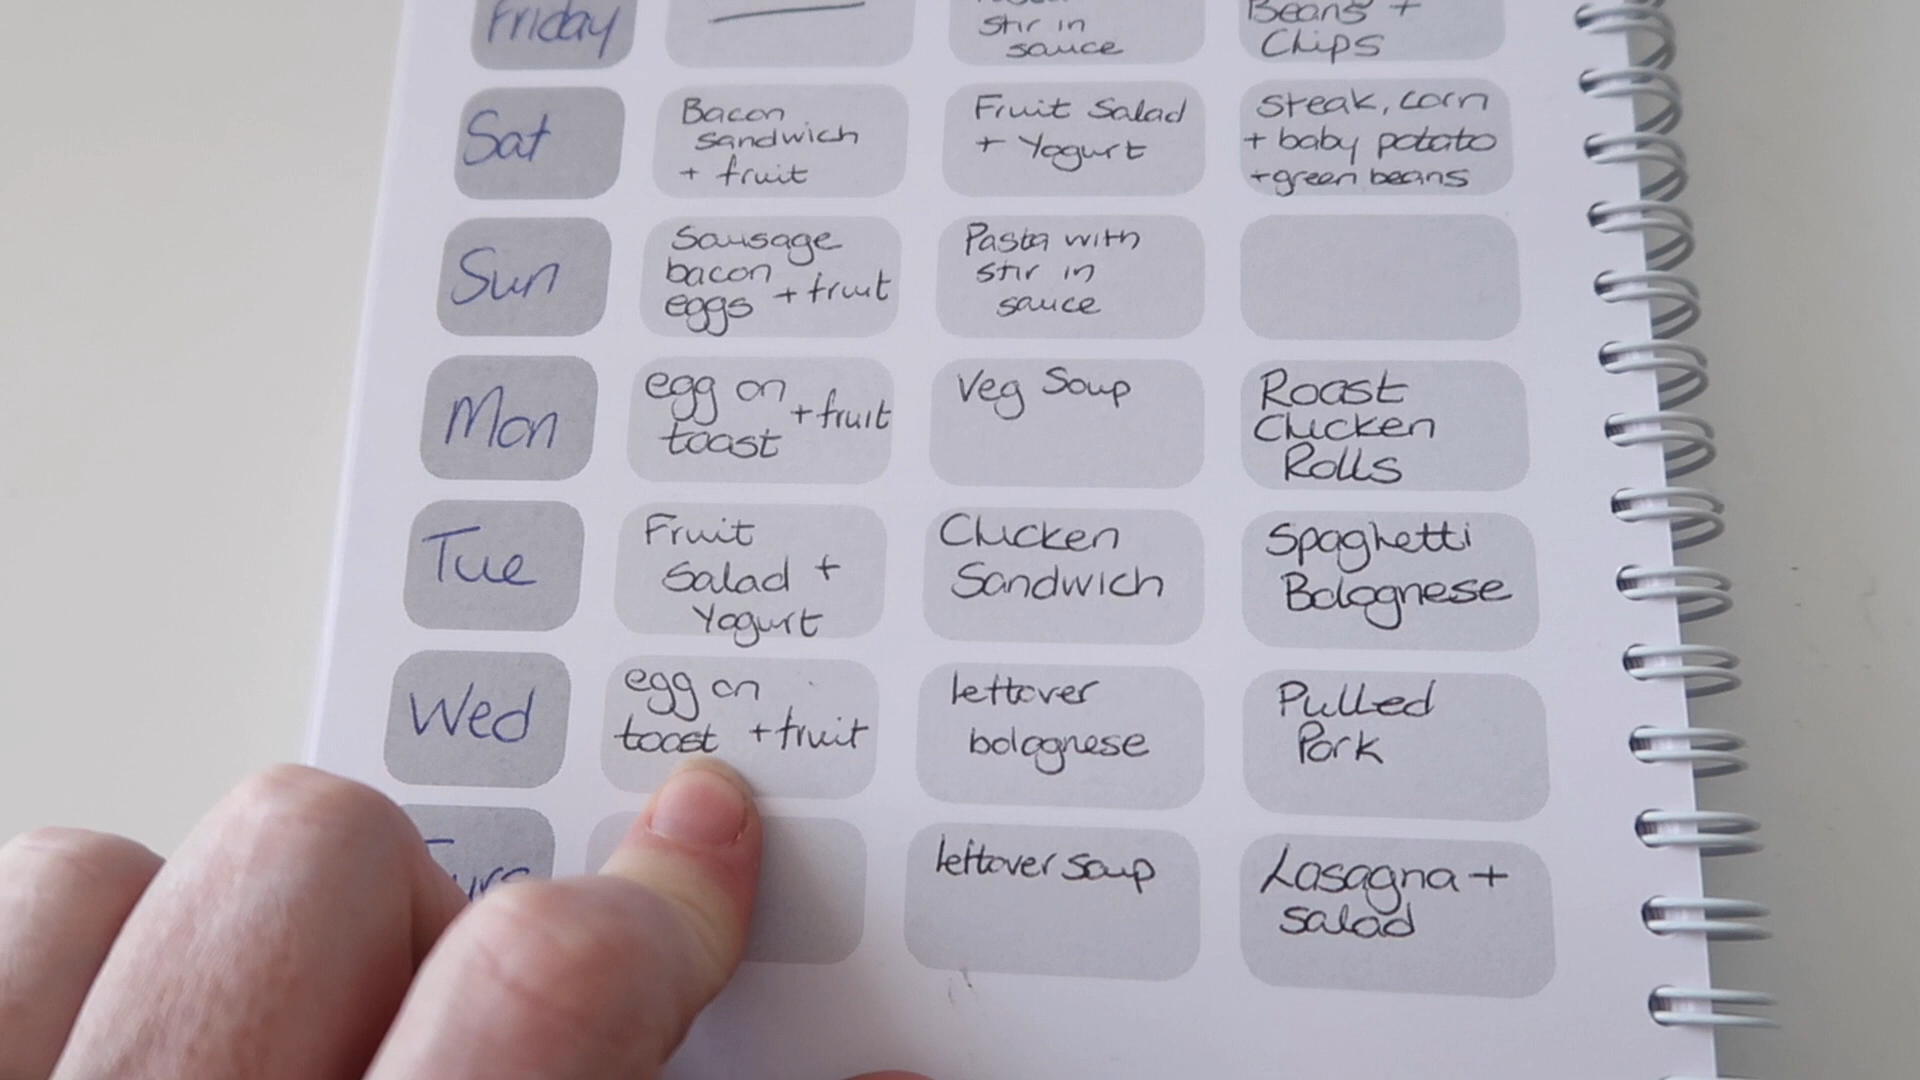 Friday
stir in
sauce
Beans +
Chips
Sat
Bacon
sandwich
+ fruit
Fruit Salad
+ Yogurt
steak, corn
+ baby potato
+ green beans
Sun
Sausage
bacon
eggs + fruit
Pasta with
stir in
sauce
Mon
egg on
toast + fruit
Veg Soup
Roast
Chicken
Rolls
Tue
Fruit
Salad +
Yogurt
Chicken
Sandwich
Spaghetti
Bolognese
Wed
egg on
toast + fruit
leftover
bolognese
Pulled
Pork
leftover soup
Lasagna +
salad